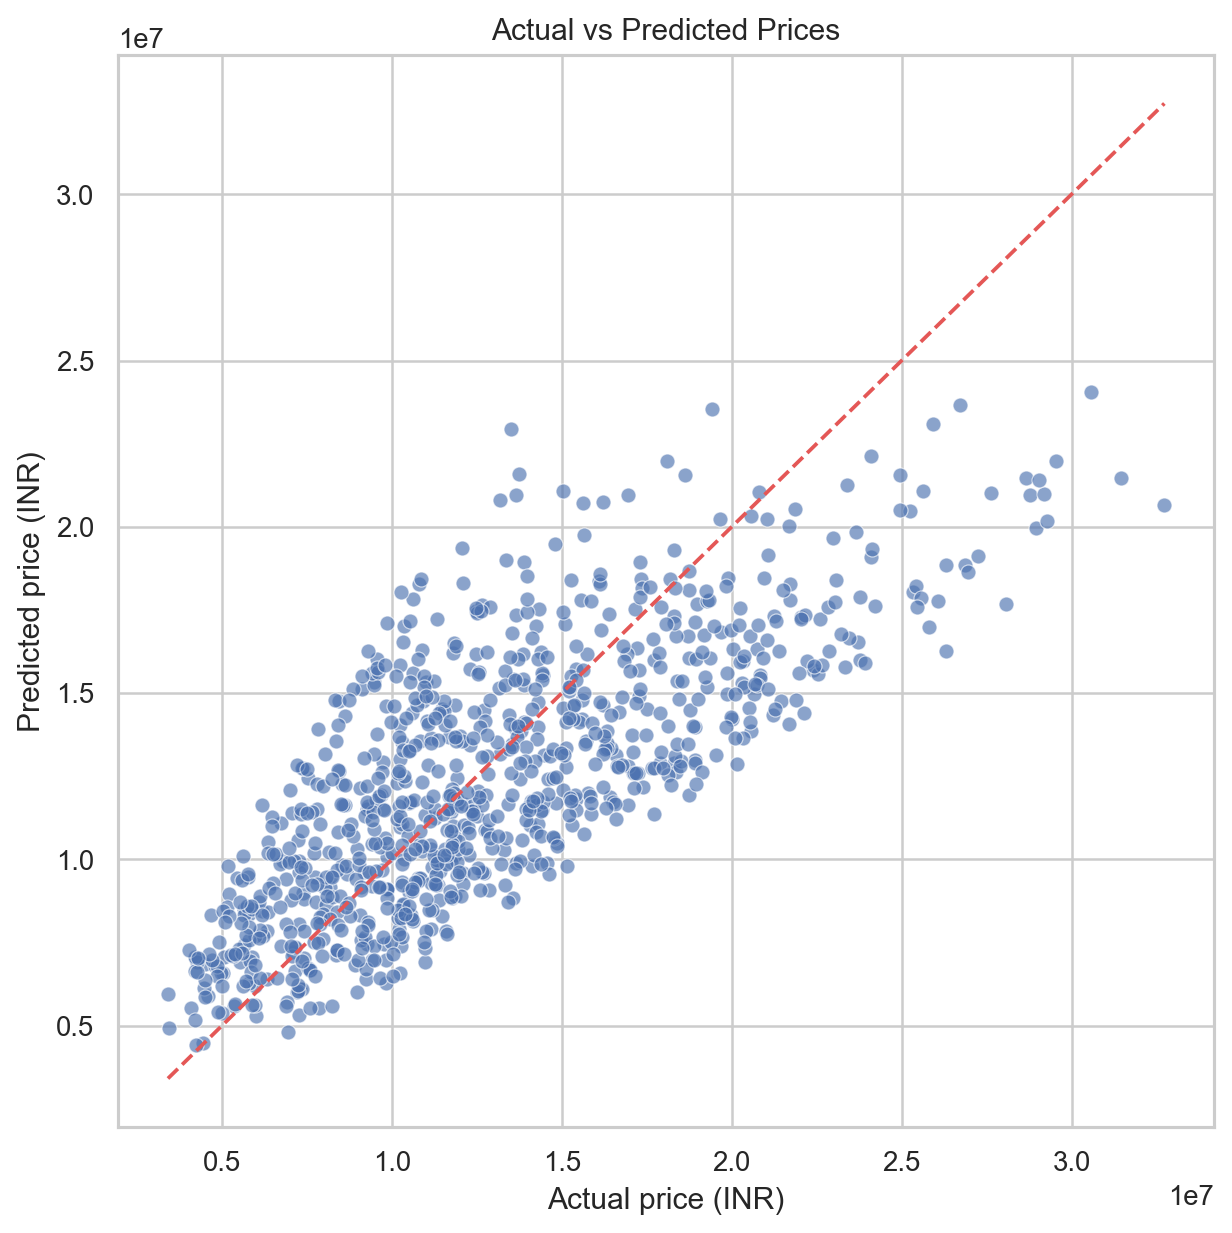 Actual vs Predicted Prices
1e7
Predicted price (INR)
3.0
2.5
2.0
1.5
1.0
0.5
0.5 1.0 1.5 2.0 2.5 3.0
1e7
Actual price (INR)